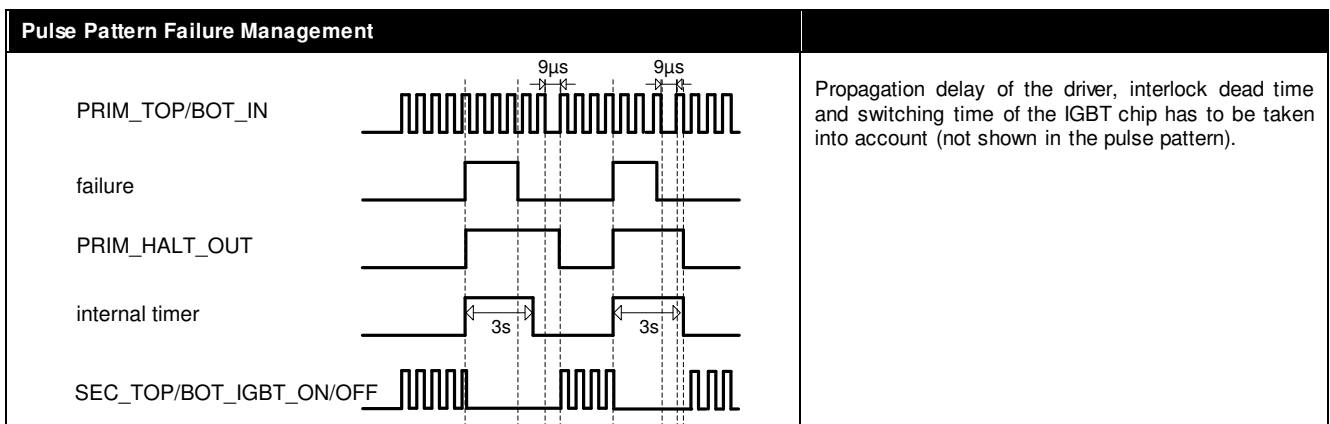 Pulse Pattern Failure Management
9µs
9µs
PRIM_TOP/BOT_IN
failure
PRIM_HALT_OUT
internal timer
3s
3s
SEC_TOP/BOT_IGBT_ON/OFF
Propagation delay of the driver, interlock dead time
and switching time of the IGBT chip has to be taken
into account (not shown in the pulse pattern).